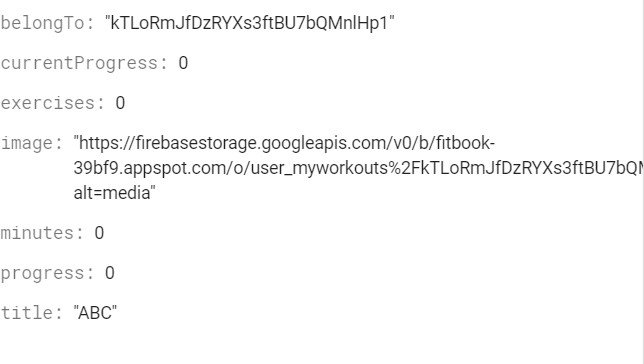 belongTo: "kTLoRmJfDzRYXs3ftBU7bQMnlHp1"
currentProgress: 0
exercises: 0
image: "https://firebasestorage.googleapis.com/v0/b/fitbook-
39bf9.appspot.com/o/user_myworkouts%2FkTLoRmJfDzRYXs3ftBU7bQM
alt=media"
minutes: 0
progress: 0
title: "ABC"